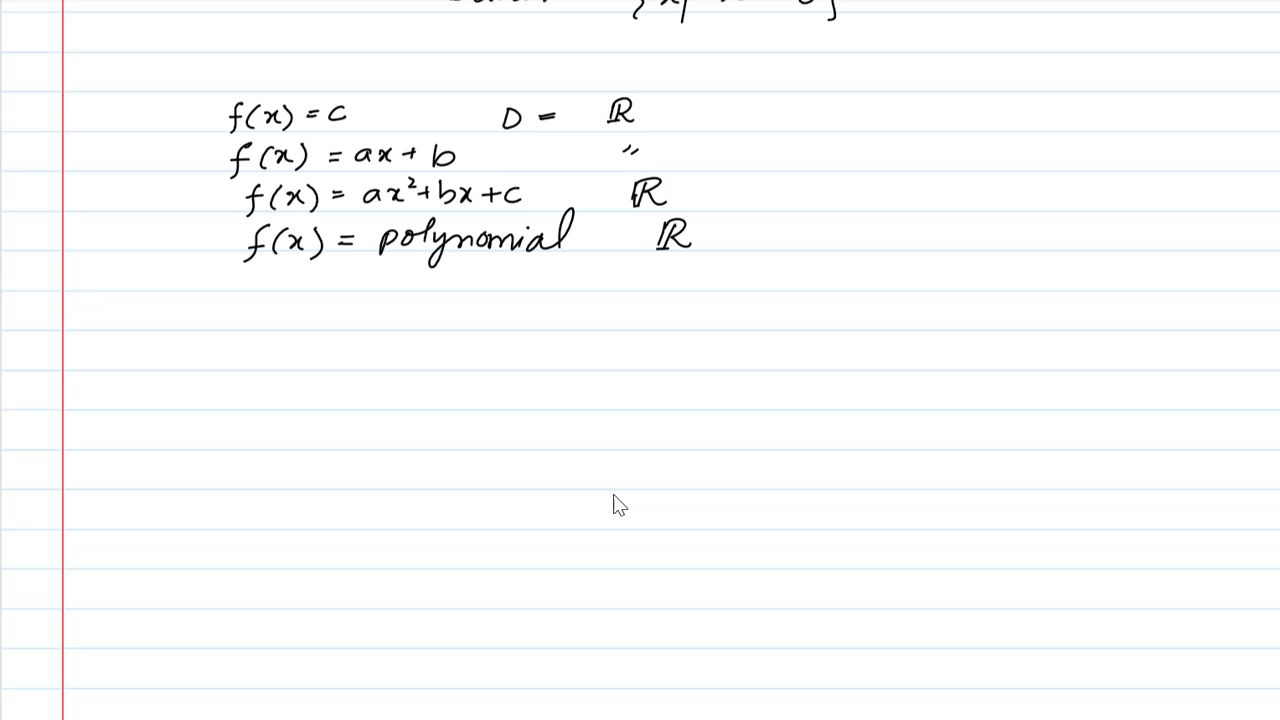 f(x) = c D = ℝ
f(x) = ax + b "
f(x) = ax² + bx + c ℝ
f(x) = polynomial ℝ